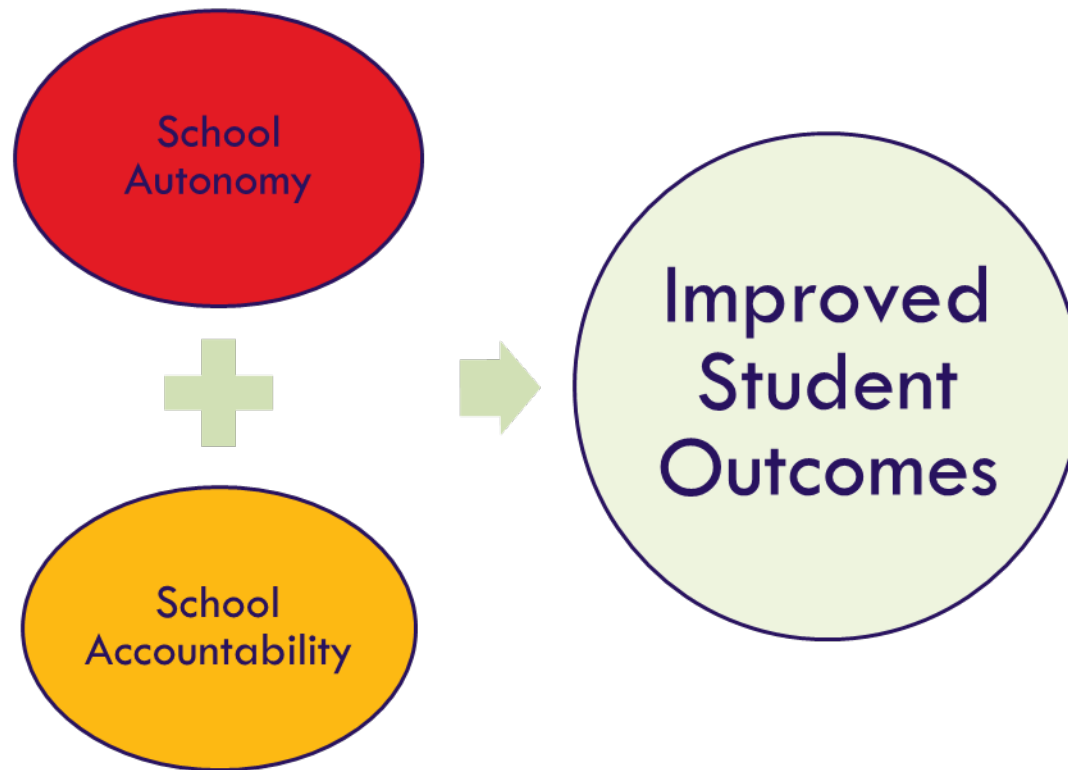 School
Autonomy
School
Accountability
Improved
Student
Outcomes